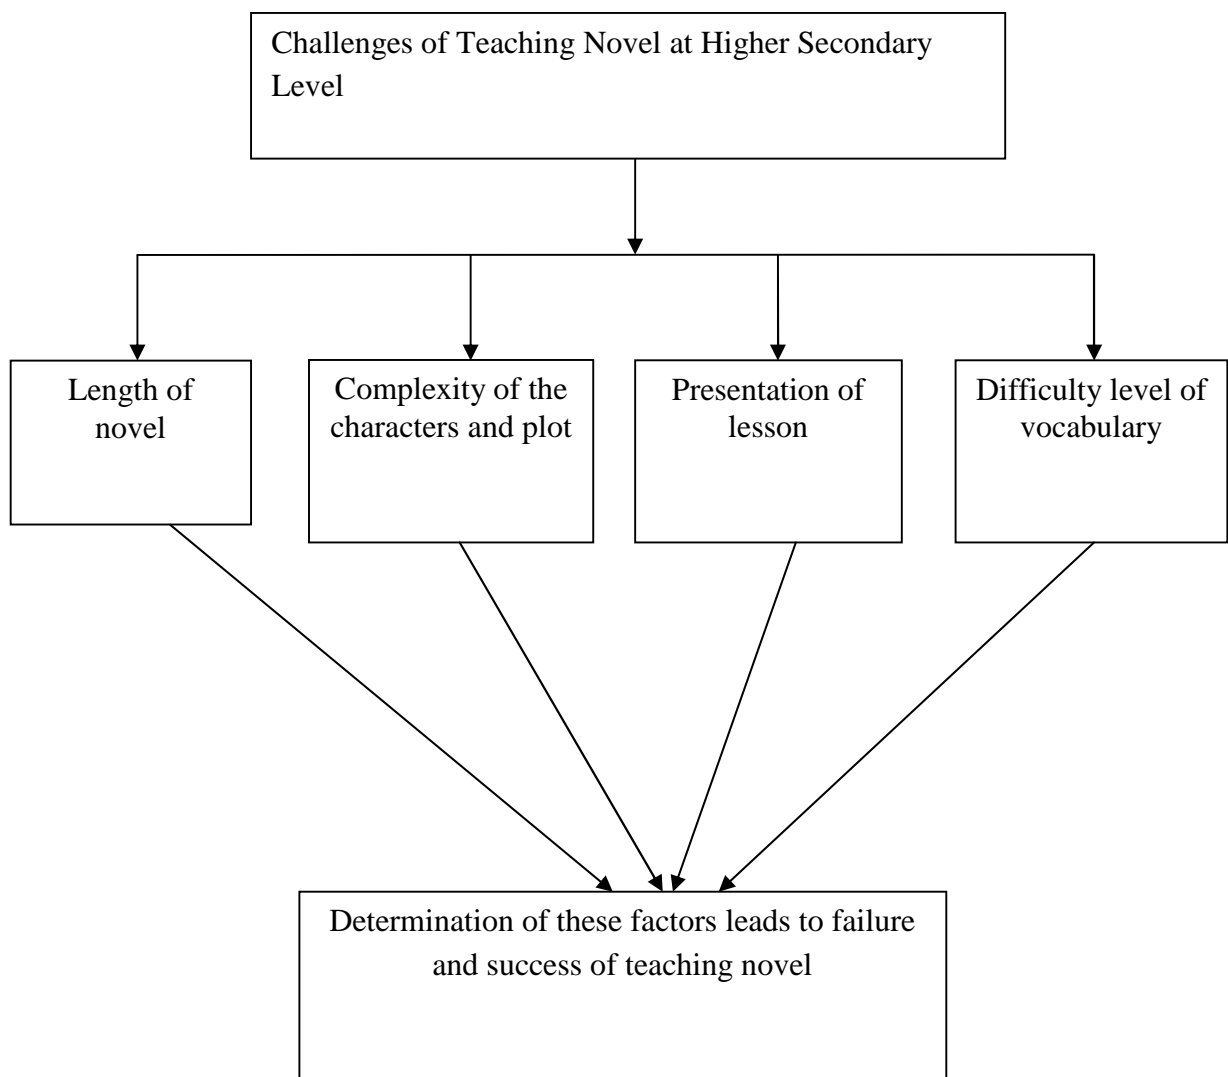 Challenges of Teaching Novel at Higher Secondary
Level
Length of
novel
Complexity of the
characters and plot
Presentation of
lesson
Difficulty level of
vocabulary
Determination of these factors leads to failure
and success of teaching novel